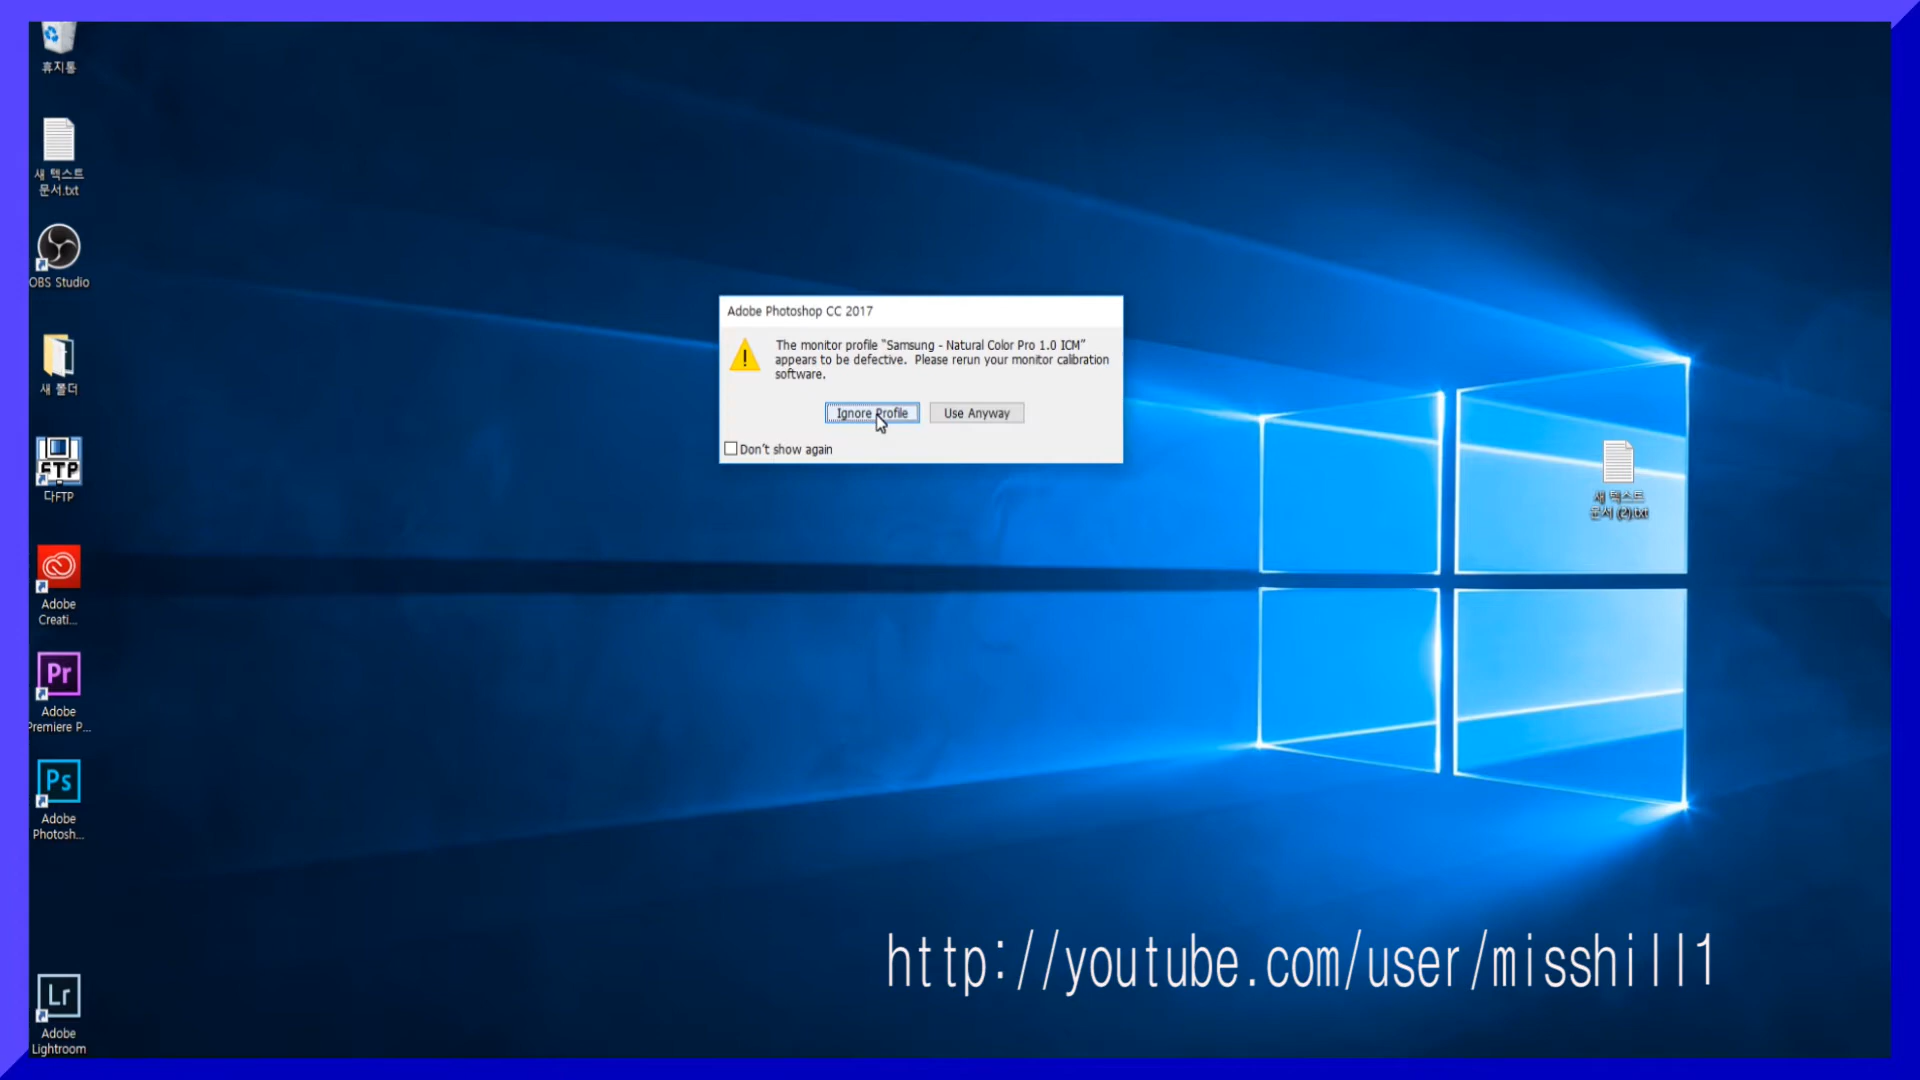 휴지통
새 텍스트
문서.txt
OBS Studio
새 폴더
FTP
다FTP
Adobe
Creati...
Pr
Adobe
Premiere P...
Ps
Adobe
Photosh...
Lr
Adobe
Lightroom
Adobe Photoshop CC 2017
The monitor profile “Samsung - Natural Color Pro 1.0 ICM”
appears to be defective. Please rerun your monitor calibration
software.
Ignore Profile
Use Anyway
Don't show again
새 텍스트
문서 (2).txt
http://youtube.com/user/misshill1